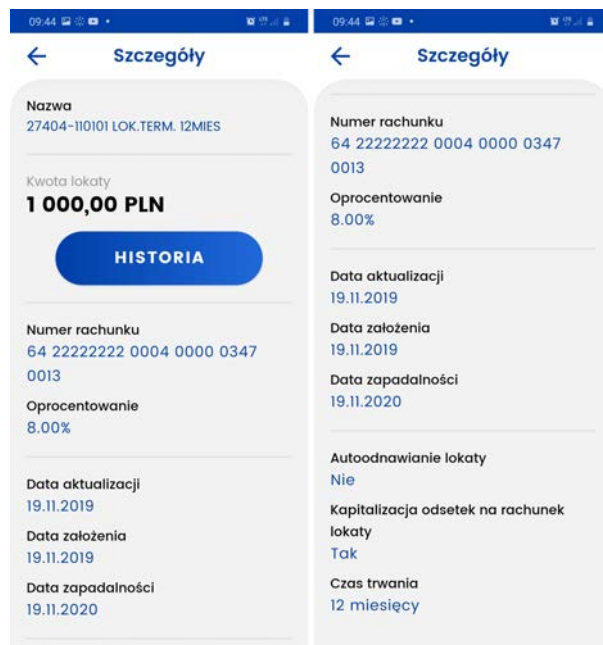 09:44
Szczegóły
Nazwa
27404-110101 LOK.TERM. 12MIES
Kwota lokaty
1 000,00 PLN
HISTORIA
Numer rachunku
64 22222222 0004 0000 0347
0013
Oprocentowanie
8.00%
Data aktualizacji
19.11.2019
Data założenia
19.11.2019
Data zapadalności
19.11.2020
09:44
Szczegóły
Numer rachunku
64 22222222 0004 0000 0347
0013
Oprocentowanie
8.00%
Data aktualizacji
19.11.2019
Data założenia
19.11.2019
Data zapadalności
19.11.2020
Autoodnawianie lokaty
Nie
Kapitalizacja odsetek na rachunek
lokaty
Tak
Czas trwania
12 miesięcy